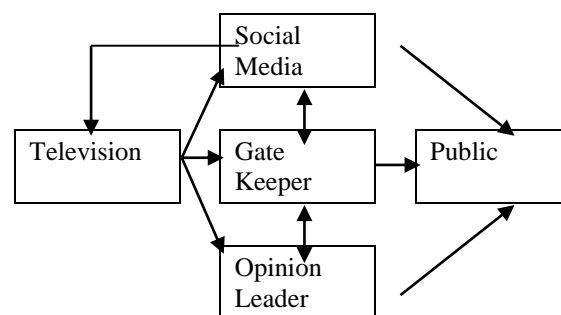 Social
Media
Television
Gate
Keeper
Public
Opinion
Leader